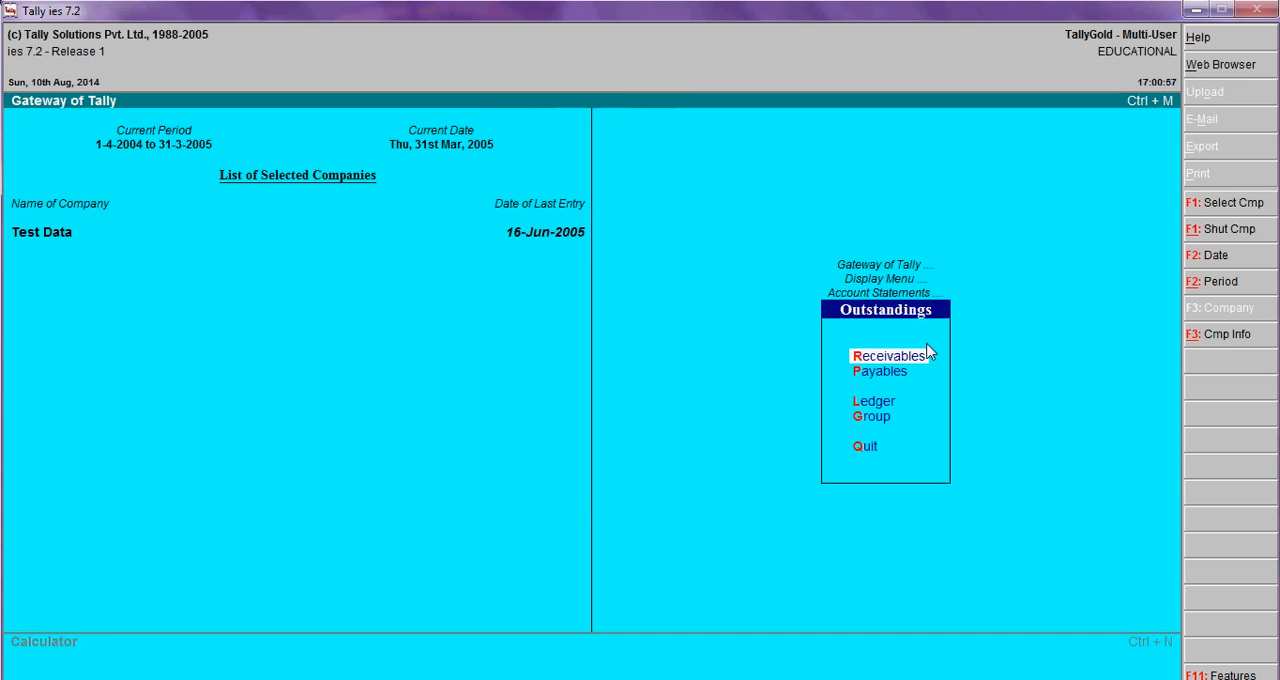 Tally ies 7.2
(c) Tally Solutions Pvt. Ltd., 1988-2005
TallyGold - Multi-User
ies 7.2 - Release 1
EDUCATIONAL
Sun, 10th Aug, 2014
17:00:57
Gateway of Tally
Ctrl + M
Current Period
Current Date
1-4-2004 to 31-3-2005
Thu, 31st Mar, 2005
List of Selected Companies
Name of Company
Date of Last Entry
Test Data
16-Jun-2005
Gateway of Tally ....
Display Menu ....
Account Statements ....
Outstandings
Receivables
Payables
Ledger
Group
Quit
Calculator
Ctrl + N
Help
Web Browser
Upload
E-Mail
Export
Print
F1: Select Cmp
F1: Shut Cmp
F2: Date
F2: Period
F3: Company
F3: Cmp Info
F11: Features